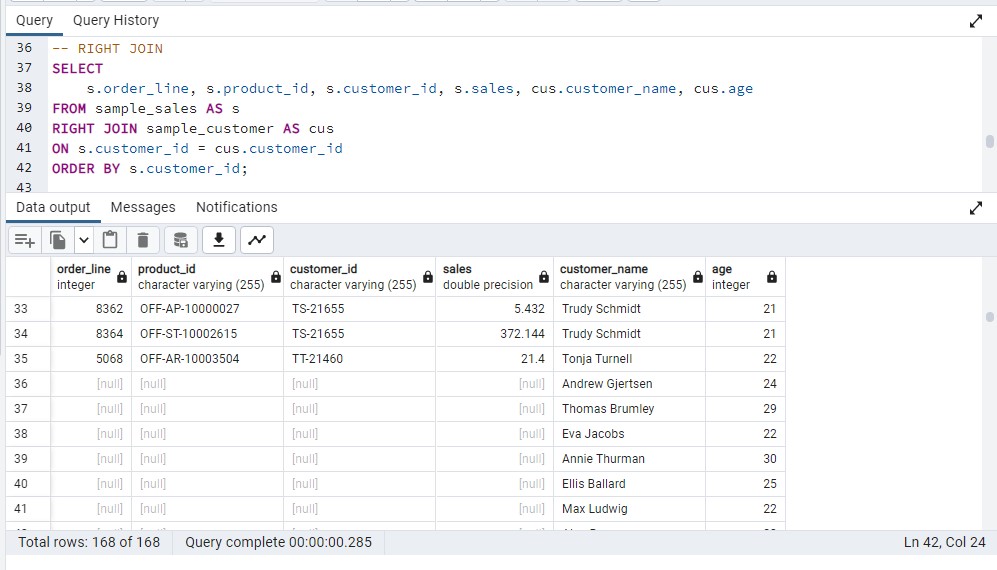 Query Query History
36 -- RIGHT JOIN
37 SELECT
38 s.order_line, s.product_id, s.customer_id, s.sales, cus.customer_name, cus.age
39 FROM sample_sales AS s
40 RIGHT JOIN sample_customer AS cus
41 ON s.customer_id = cus.customer_id
42 ORDER BY s.customer_id;
43
Data output Messages Notifications
order_line product_id customer_id sales customer_name age
integer character varying (255) character varying (255) double precision character varying (255) integer
33 8362 OFF-AP-10000027 TS-21655 5.432 Trudy Schmidt 21
34 8364 OFF-ST-10002615 TS-21655 372.144 Trudy Schmidt 21
35 5068 OFF-AR-10003504 TT-21460 21.4 Tonja Turnell 22
36 [null] [null] [null] [null] Andrew Gjertsen 24
37 [null] [null] [null] [null] Thomas Brumley 29
38 [null] [null] [null] [null] Eva Jacobs 22
39 [null] [null] [null] [null] Annie Thurman 30
40 [null] [null] [null] [null] Ellis Ballard 25
41 [null] [null] [null] [null] Max Ludwig 22
Total rows: 168 of 168 Query complete 00:00:00.285 Ln 42, Col 24